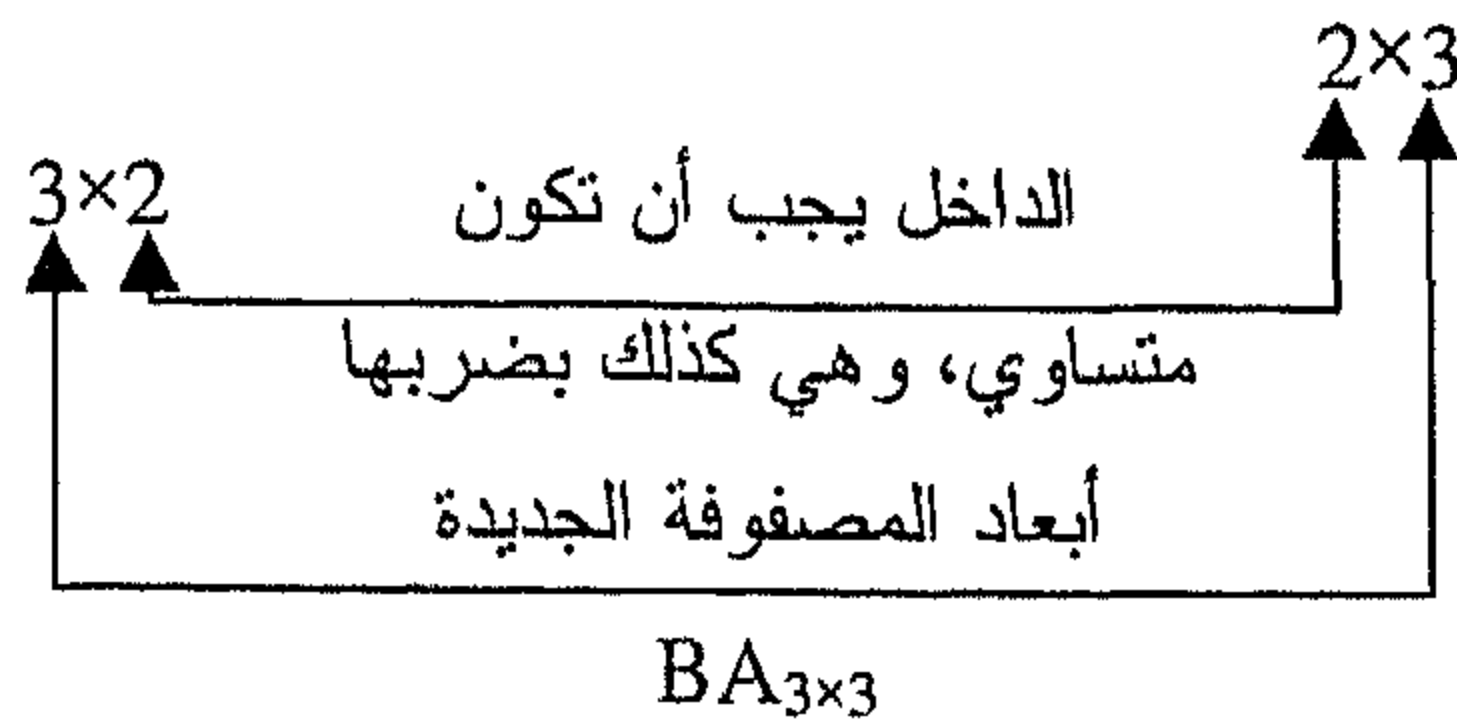 2×3
3×2
الداخل يجب أن تكون
متساوي، وهي كذلك بضربها
أبعاد المصفوفة الجديدة
BA3×3